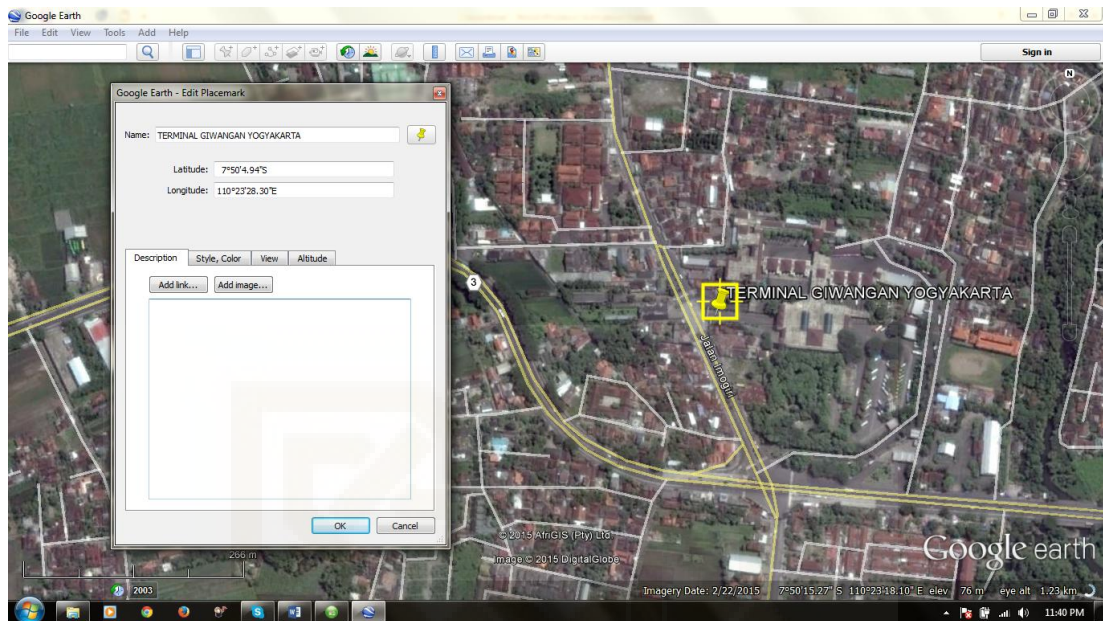 Google Earth
File Edit View Tools Add Help
Sign in
N
Google Earth - Edit Placemark
Name: TERMINAL GIWANGAN YOGYAKARTA
Latitude: 7°50'4.94"S
Longitude: 110°23'28.30"E
Description Style, Color View Altitude
Add link... Add image...
OK Cancel
3
TERMINAL GIWANGAN YOGYAKARTA
Jalan Imogiri
© 2015 AfriGIS (Pty) Ltd
Image © 2015 DigitalGlobe
266 m
Google earth
2003
Imagery Date: 2/22/2015 7°50'15.27" S 110°23'18.10" E elev 76 m eye alt 1.23 km
11:40 PM